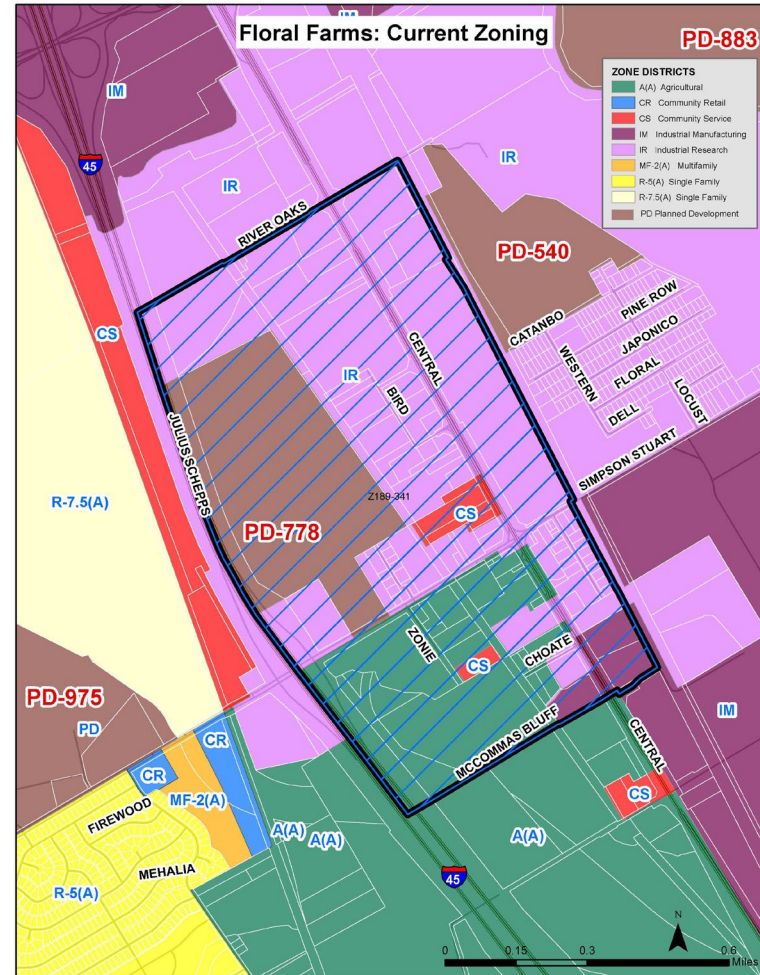 Floral Farms: Current Zoning
IM
PD-883
ZONE DISTRICTS
A(A) Agricultural
CR Community Retail
CS Community Service
IM Industrial Manufacturing
IR Industrial Research
MF-2(A) Multifamily
R-5(A) Single Family
R-7.5(A) Single Family
PD Planned Development
IM
45
IR
IR
RIVER OAKS
PD-540
CS
CATANBO
PINE ROW
JAPONICO
WESTERN
FLORAL
DELL
LOCUST
CENTRAL
IR
BIRD
JULIUS SCHEPPS
SIMPSON STUART
R-7.5(A)
Z189-341
CS
PD-778
ZONIE
CHOATE
CS
PD-975
PD
CR
CR
MF-2(A)
MCCOMMAS BLUFF
CENTRAL
IM
CS
FIREWOOD
A(A)
A(A)
A(A)
MEHALIA
R-5(A)
45
N
0 0.15 0.3 0.6
Miles